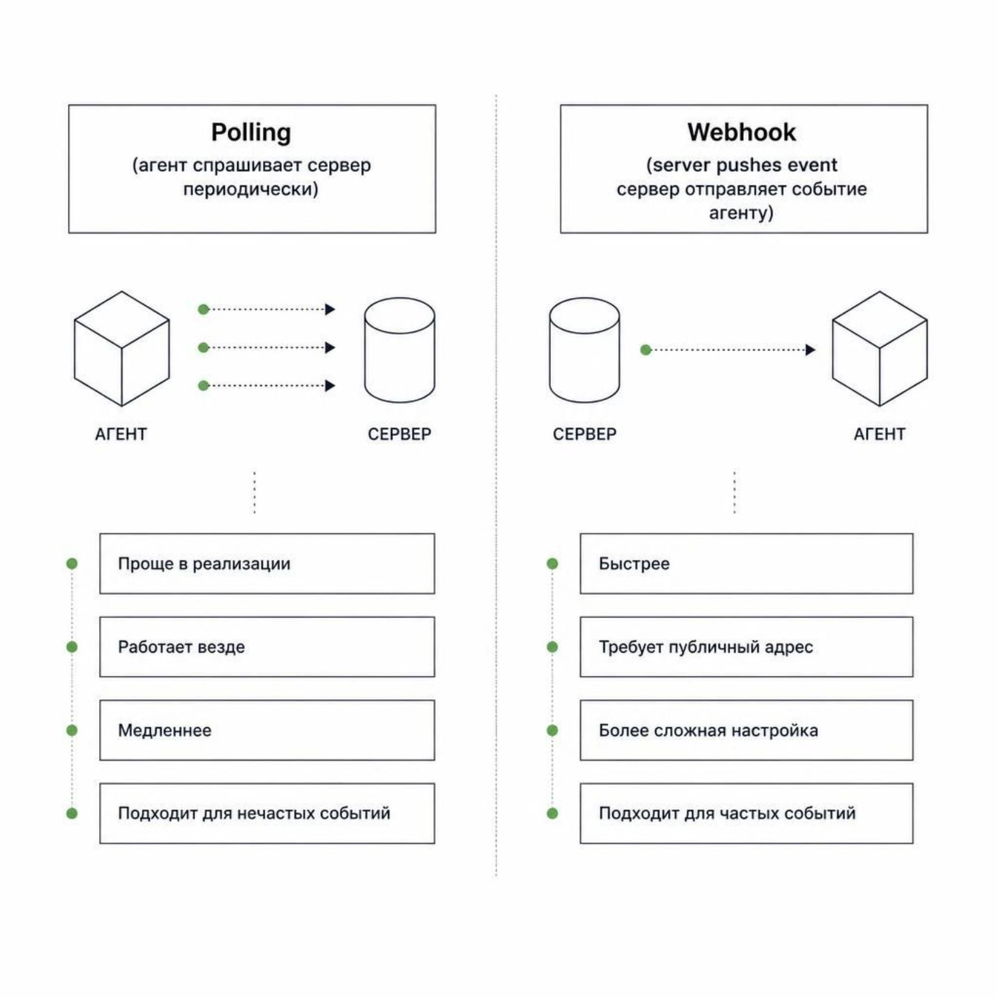 Polling
(агент спрашивает сервер
периодически)
АГЕНТ
СЕРВЕР
Проще в реализации
Работает везде
Медленнее
Подходит для нечастых событий
Webhook
(server pushes event
сервер отправляет событие
агенту)
СЕРВЕР
АГЕНТ
Быстрее
Требует публичный адрес
Более сложная настройка
Подходит для частых событий